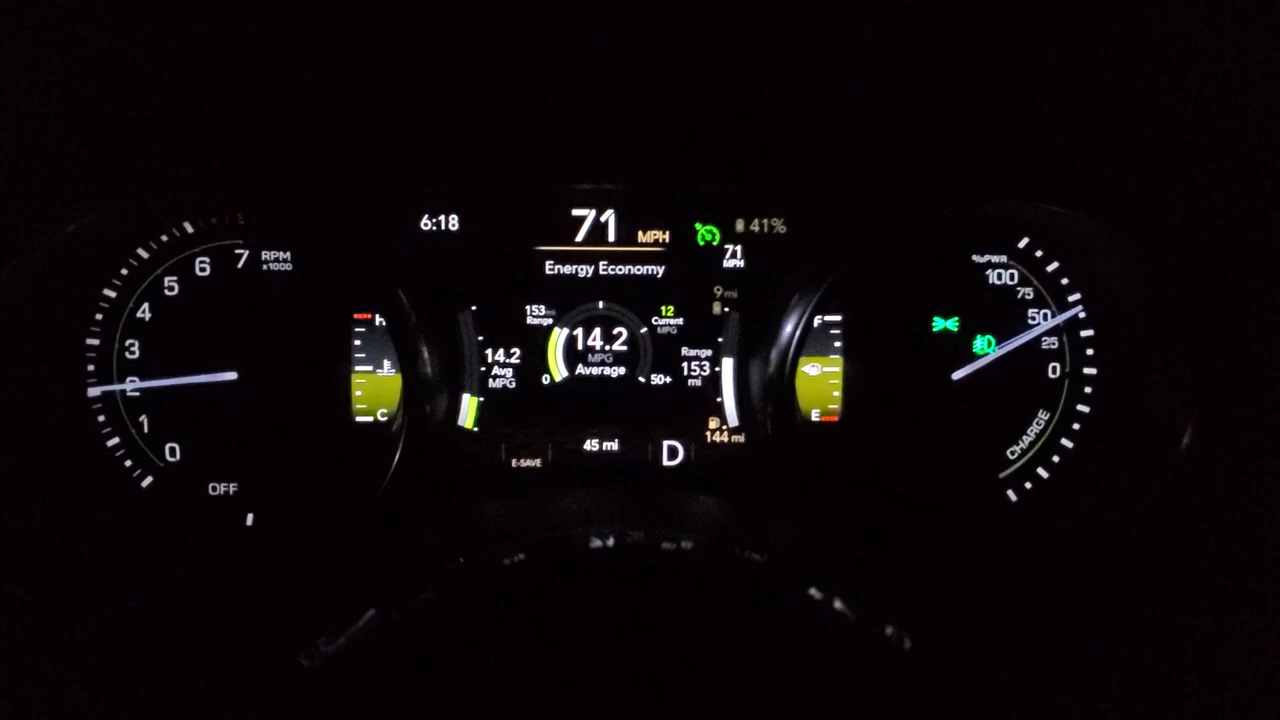 6:18
71 MPH
41%
71
MPH
Energy Economy
7 RPM
x1000
6
5
4
3
2
1
0
OFF
H
C
14.2
Avg
MPG
153 mi
Range
12
Current
MPG
14.2
MPG
Average
0
50+
9 mi
Range
153
mi
144 mi
45 mi
E-SAVE
D
F
E
%PWR
100
75
50
25
0
CHARGE